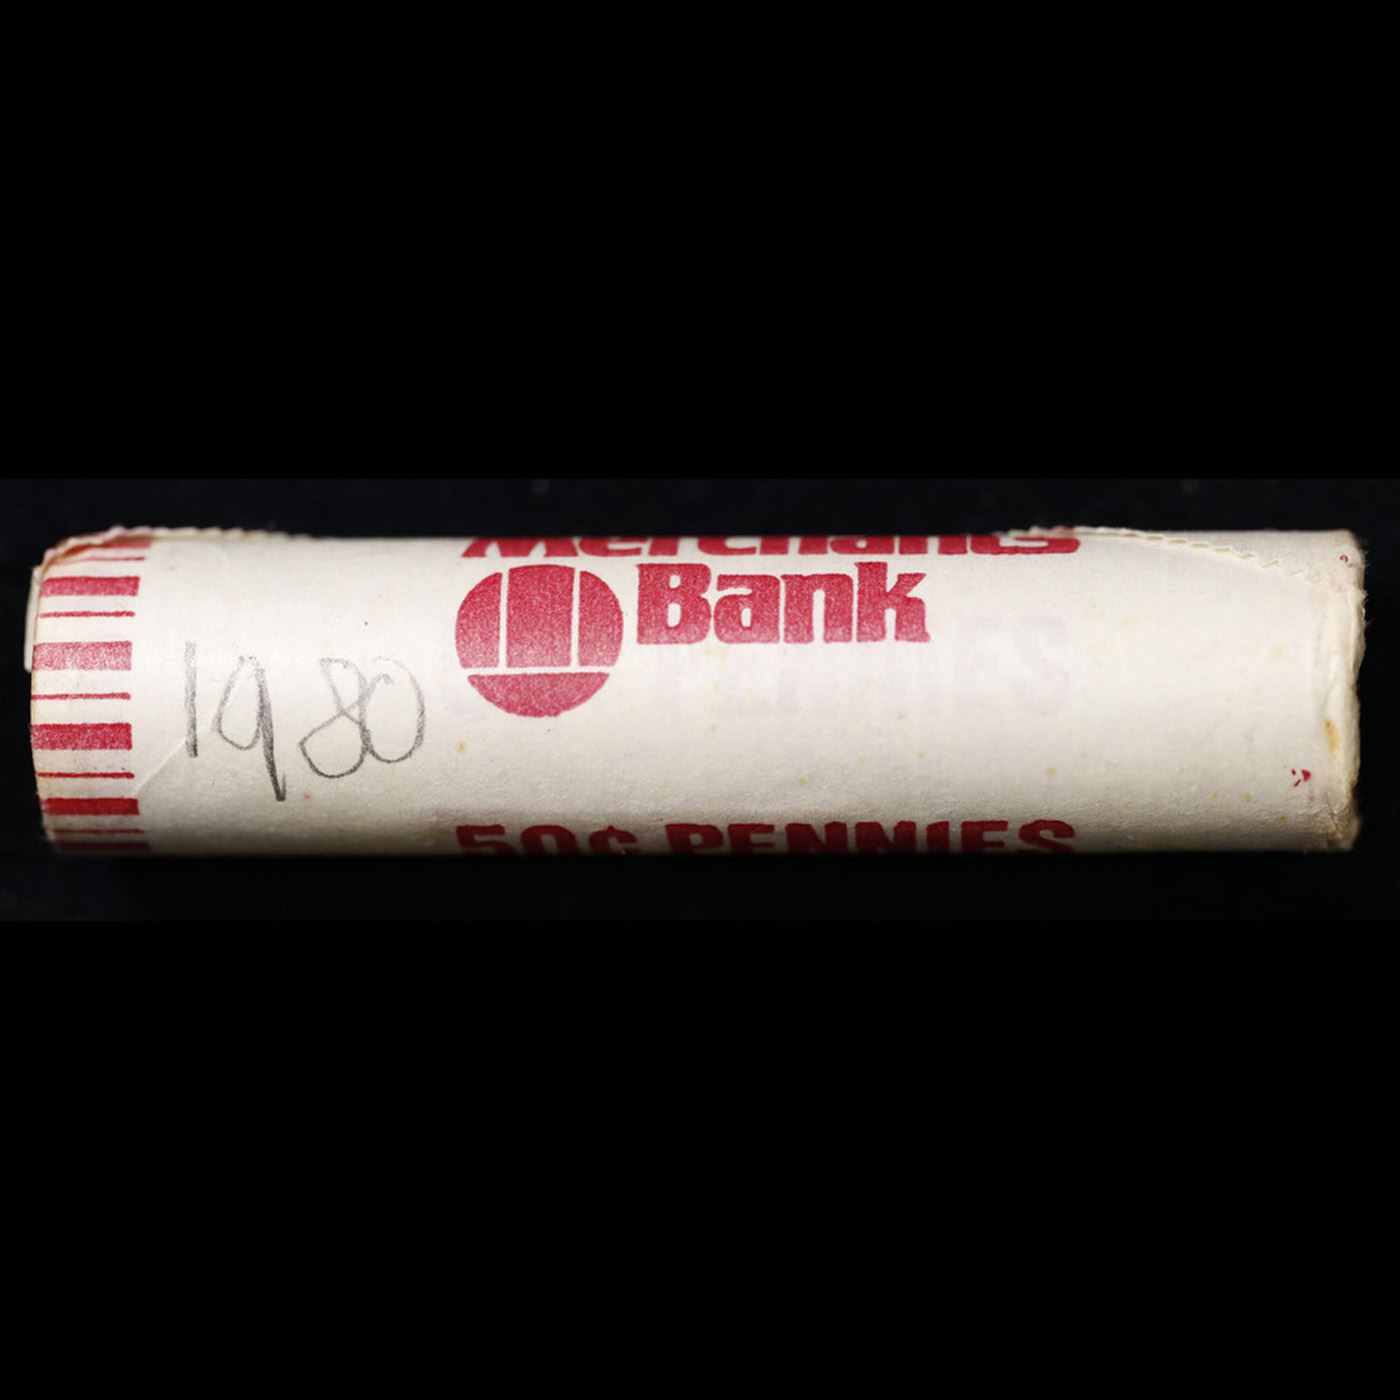 Merchants
Bank
1980
50¢ PENNIES